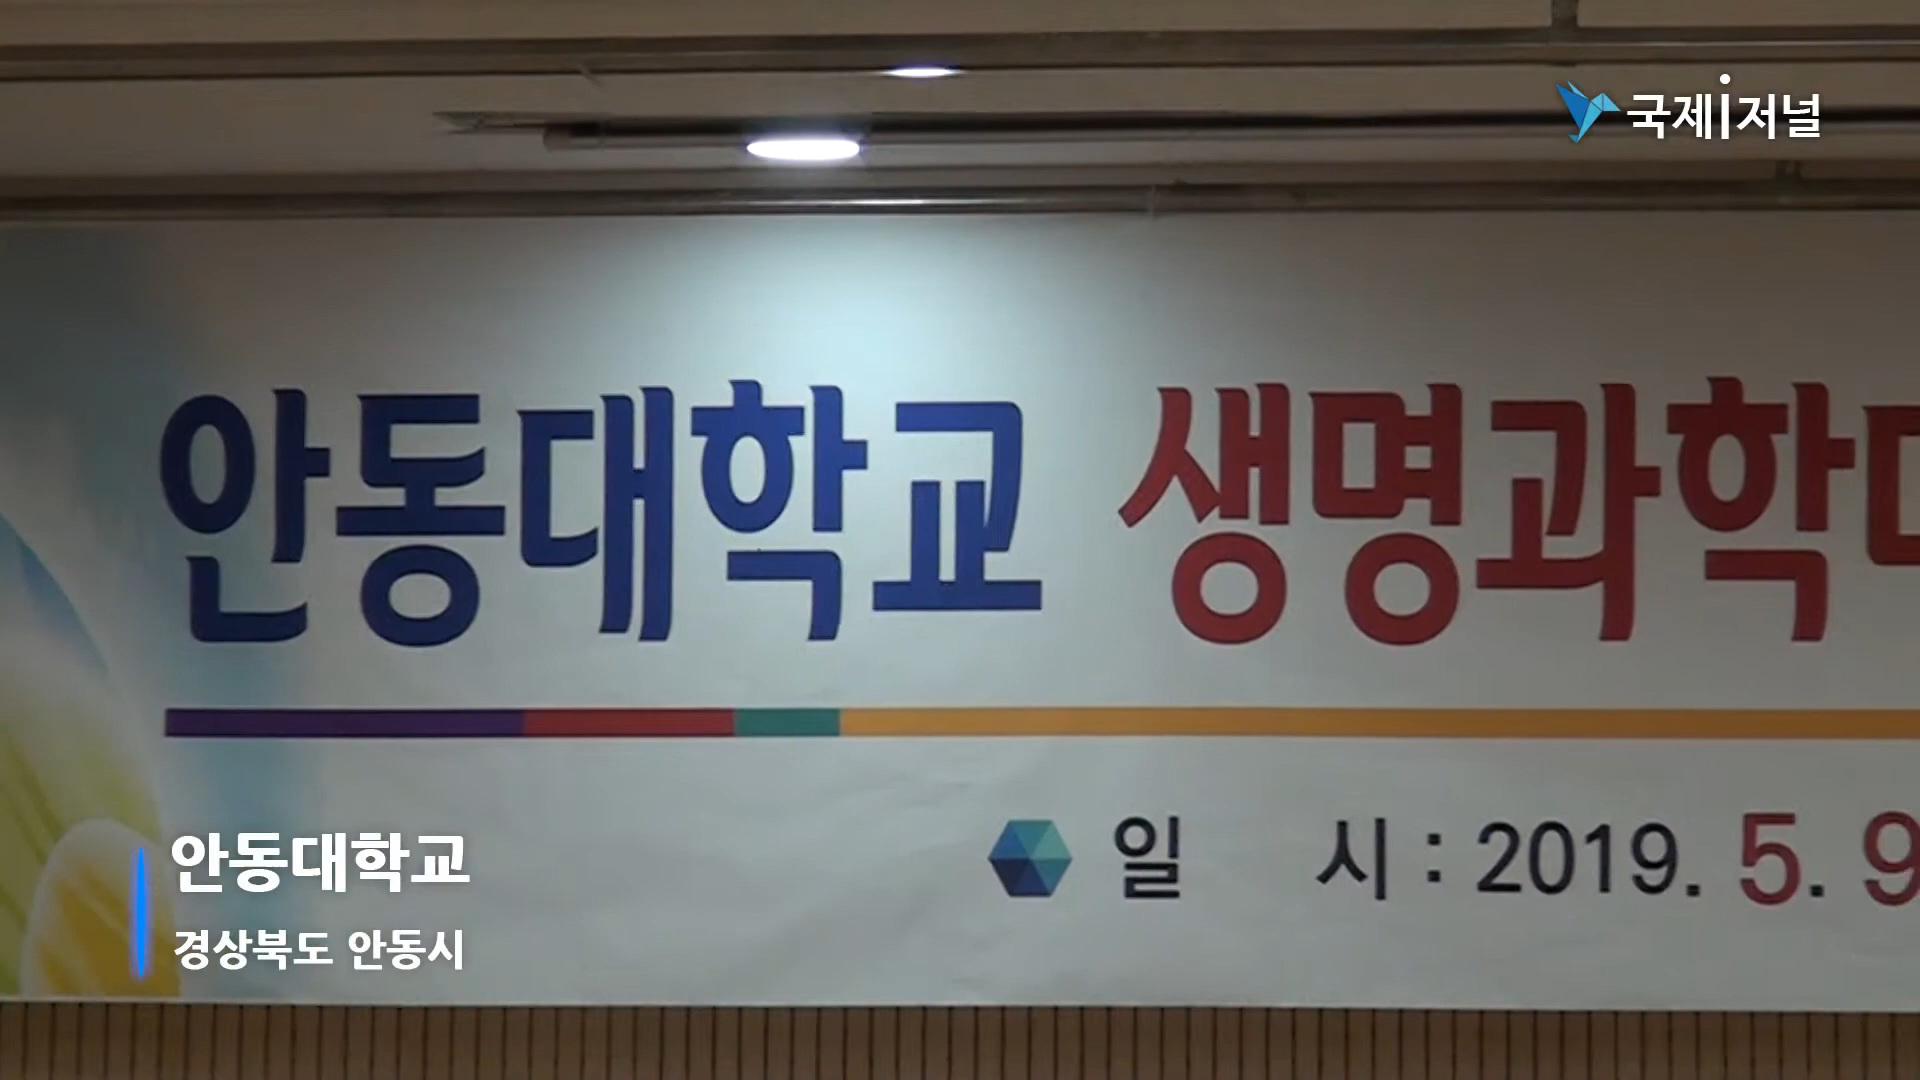 국제i저널
안동대학교 생명과학대
일 시 : 2019. 5. 9
안동대학교
경상북도 안동시